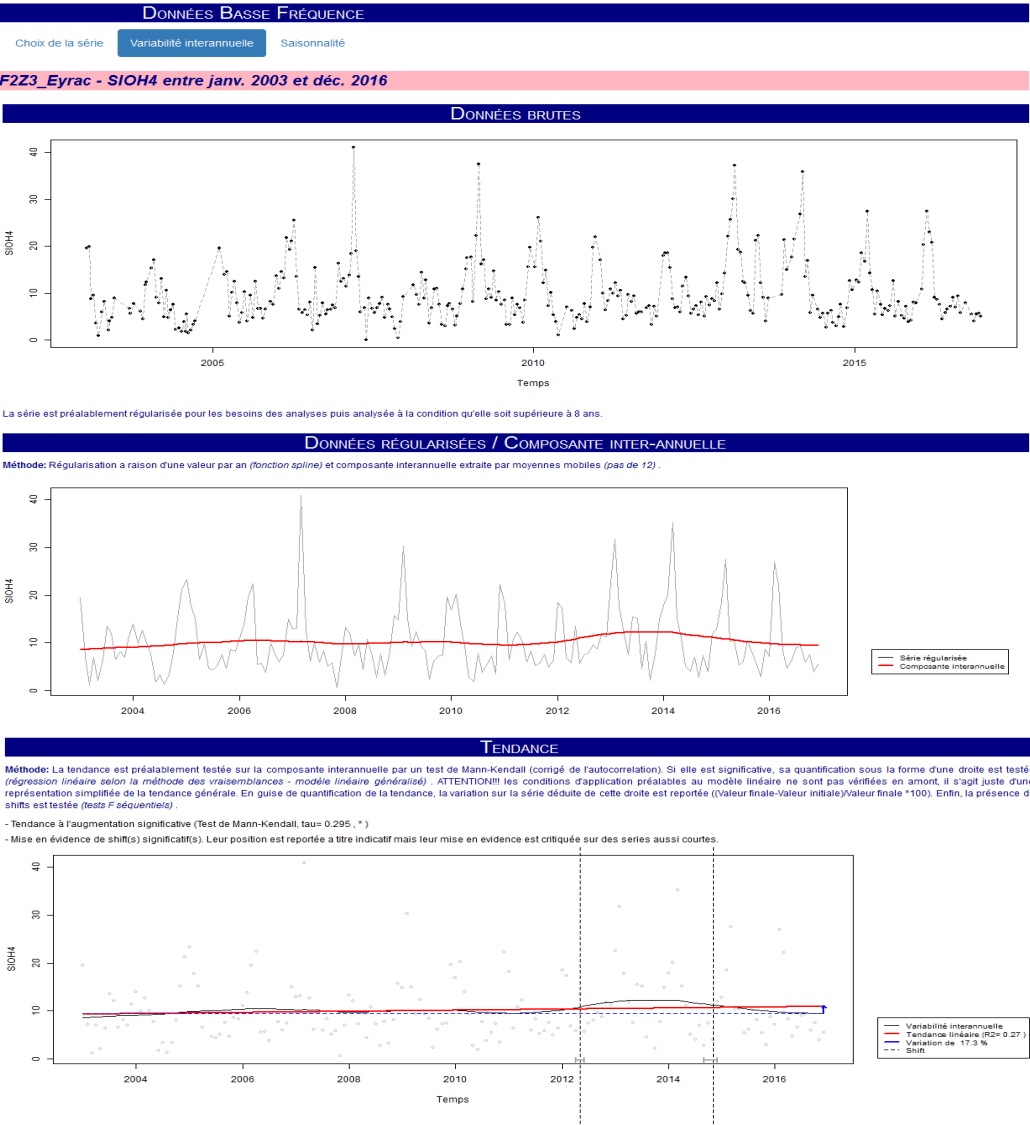 DONNÉES BASSE FRÉQUENCE
Choix de la série Variabilité interannuelle Saisonnalité
F2Z3_Eyrac - SIOH4 entre janv. 2003 et déc. 2016
DONNÉES BRUTES
SIOH4
40
30
20
10
0
2005 2010 2015
Temps
La série est préalablement régularisée pour les besoins des analyses puis analysée à la condition qu'elle soit supérieure à 8 ans.
DONNÉES RÉGULARISÉES / COMPOSANTE INTER-ANNUELLE
Méthode: Régularisation a raison d'une valeur par an (fonction spline) et composante interannuelle extraite par moyennes mobiles (pas de 12) .
SIOH4
40
30
20
10
0
2004 2006 2008 2010 2012 2014 2016
Série régularisée
Composante interannuelle
TENDANCE
Méthode: La tendance est préalablement testée sur la composante interannuelle par un test de Mann-Kendall (corrigé de l'autocorrelation). Si elle est significative, sa quantification sous la forme d'une droite est testée
(régression linéaire selon la méthode des vraisemblances - modèle linéaire généralisé) . ATTENTION!!! les conditions d'application préalables au modèle linéaire ne sont pas vérifiées en amont, il s'agit juste d'une
représentation simplifiée de la tendance générale. En guise de quantification de la tendance, la variation sur la série déduite de cette droite est reportée ((Valeur finale-Valeur initiale)/Valeur finale *100). Enfin, la présence d
shifts est testée (tests F séquentiels) .
- Tendance à l'augmentation significative (Test de Mann-Kendall, tau= 0.295 , * )
- Mise en évidence de shift(s) significatif(s). Leur position est reportée a titre indicatif mais leur mise en evidence est critiquée sur des series aussi courtes.
SIOH4
40
30
20
10
0
2004 2006 2008 2010 2012 2014 2016
Temps
Variabilité interannuelle
Tendance linéaire (R2= 0.27 )
Variation de 17.3 %
Shift